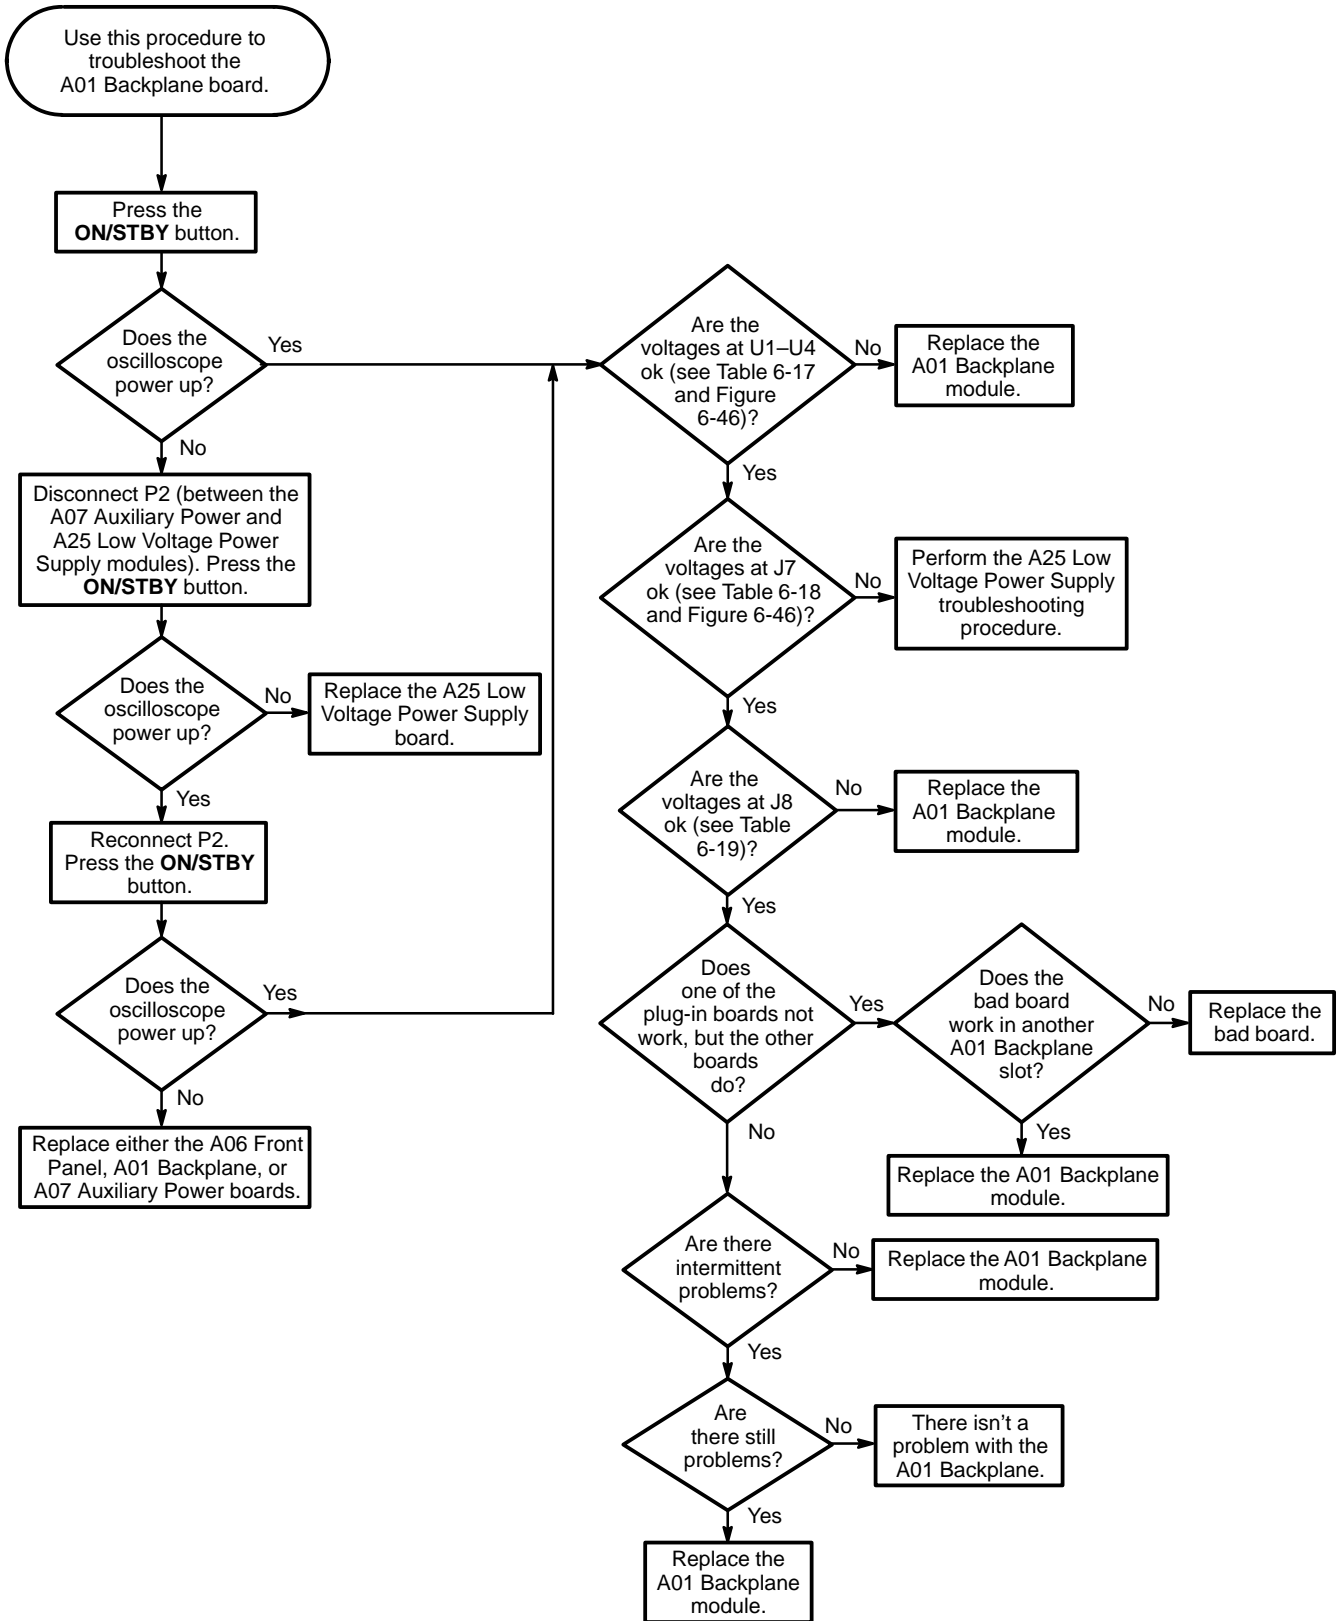 Use this procedure to
troubleshoot the
A01 Backplane board.
Press the
ON/STBY button.
Does the
oscilloscope
power up?
Yes
No
Disconnect P2 (between the
A07 Auxiliary Power and
A25 Low Voltage Power
Supply modules). Press the
ON/STBY button.
Does the
oscilloscope
power up?
No
Replace the A25 Low
Voltage Power Supply
board.
Yes
Reconnect P2.
Press the ON/STBY
button.
Does the
oscilloscope
power up?
Yes
No
Replace either the A06 Front
Panel, A01 Backplane, or
A07 Auxiliary Power boards.
Are the
voltages at U1–U4
ok (see Table 6-17
and Figure
6-46)?
No
Replace the
A01 Backplane
module.
Yes
Are the
voltages at J7
ok (see Table 6-18
and Figure 6-46)?
No
Perform the A25 Low
Voltage Power Supply
troubleshooting
procedure.
Yes
Are the
voltages at J8
ok (see Table
6-19)?
No
Replace the
A01 Backplane
module.
Yes
Does
one of the
plug-in boards not
work, but the other
boards
do?
Yes
Does the
bad board
work in another
A01 Backplane
slot?
No
Replace the
bad board.
Yes
Replace the A01 Backplane
module.
No
Are there
intermittent
problems?
No
Replace the A01 Backplane
module.
Yes
Are
there still
problems?
No
There isn't a
problem with the
A01 Backplane.
Yes
Replace the
A01 Backplane
module.